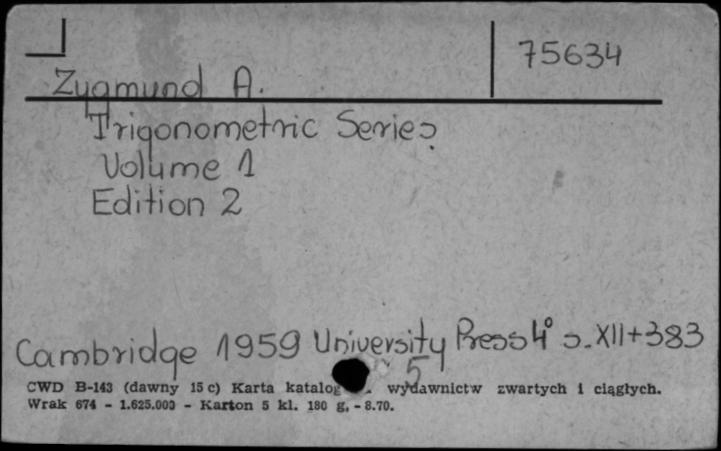 75634
Zygmund A.
Trigonometric Series
Volume 1
Edition 2
Cambridge 1959 University Press 4° s. XII+383
5
CWD B-143 (dawny 15 c) Karta katalog . wydawnictw zwartych i ciągłych.
Wrak 674 - 1.625.000 - Karton 5 kl. 180 g. - 8.70.